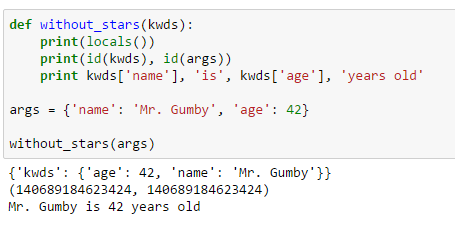 def without_stars(kwds):
    print(locals())
    print(id(kwds), id(args))
    print kwds['name'], 'is', kwds['age'], 'years old'
args = {'name': 'Mr. Gumby', 'age': 42}
without_stars(args)
{'kwds': {'age': 42, 'name': 'Mr. Gumby'}}
(140689184623424, 140689184623424)
Mr. Gumby is 42 years old